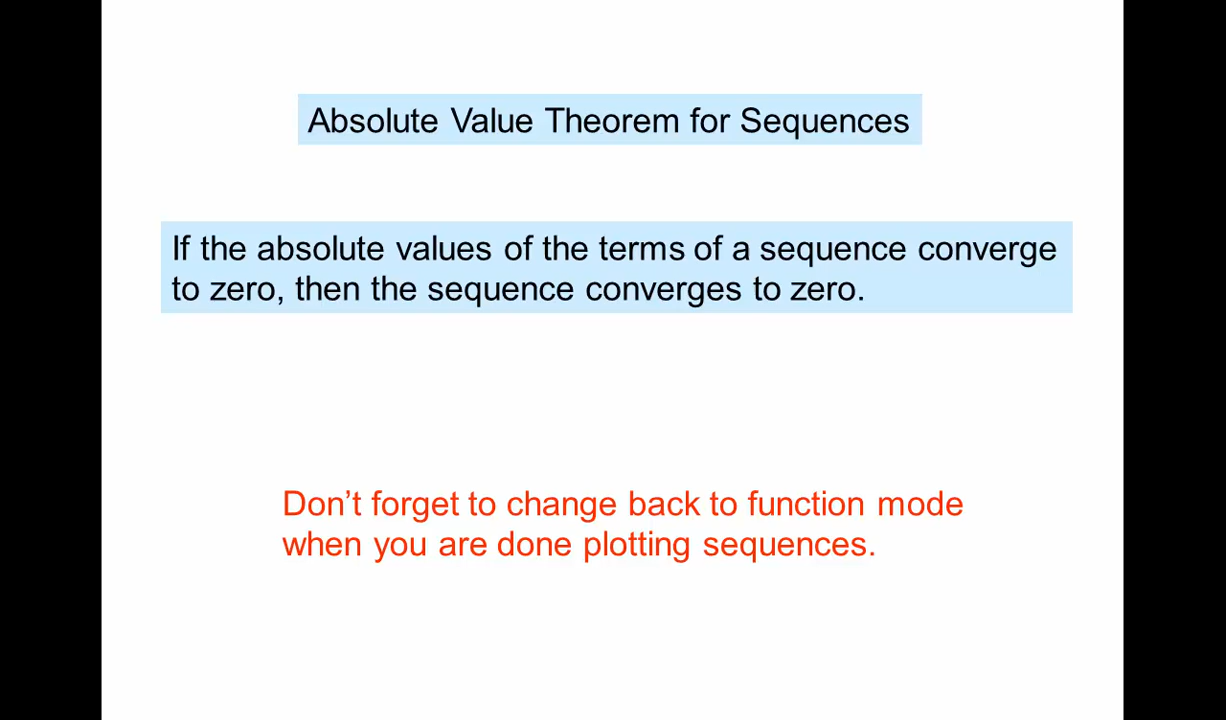 Absolute Value Theorem for Sequences
If the absolute values of the terms of a sequence converge
to zero, then the sequence converges to zero.
Don’t forget to change back to function mode
when you are done plotting sequences.